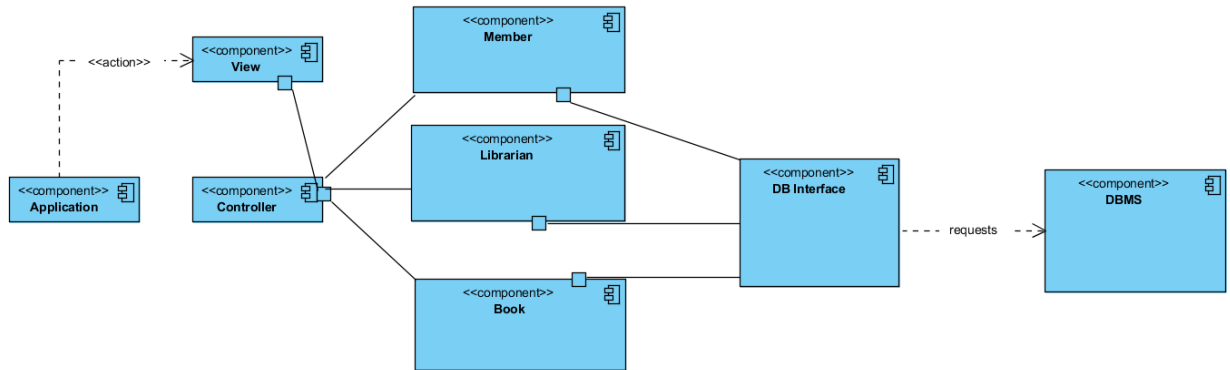 <<component>>
Member
<<component>>
View
<<action>>
<<component>>
Librarian
<<component>>
Application
<<component>>
Controller
<<component>>
DB Interface
<<component>>
DBMS
requests
<<component>>
Book